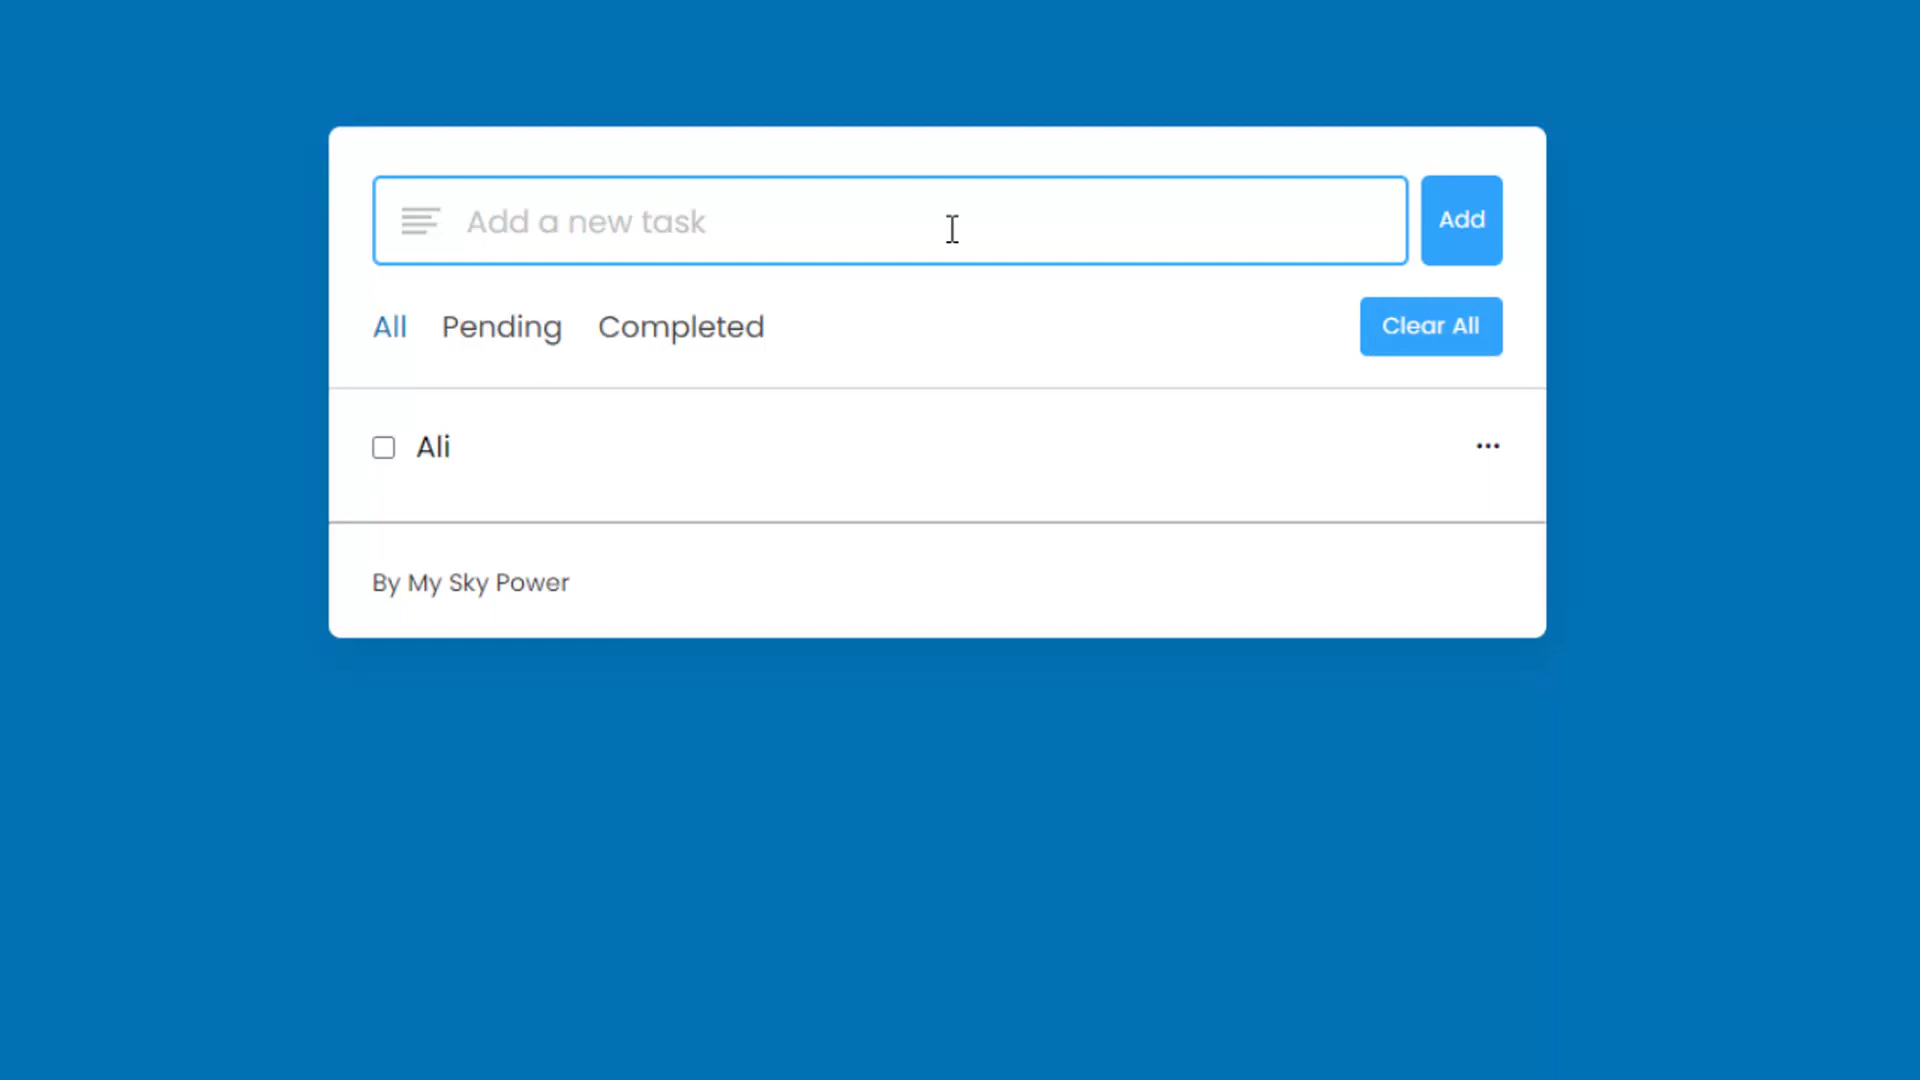 Add a new task
Add
All Pending Completed
Clear All
Ali
...
By My Sky Power